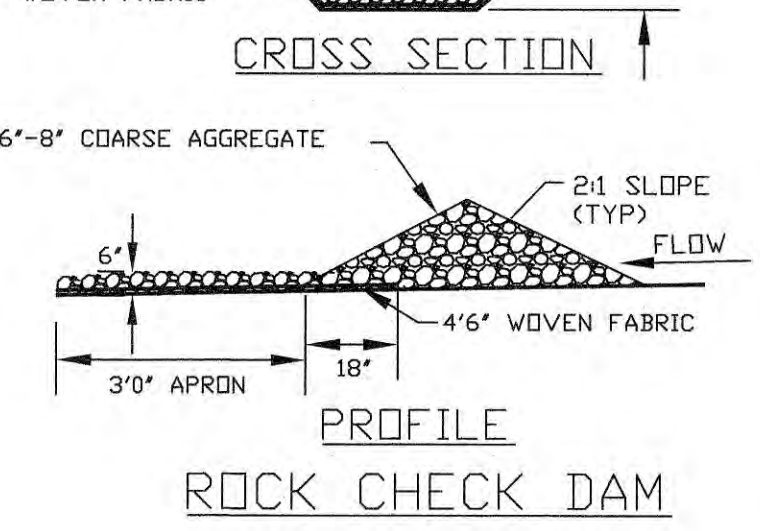 CROSS SECTION
6"-8" COARSE AGGREGATE
2:1 SLOPE
(TYP)
FLOW
6"
4'6" WOVEN FABRIC
3'0" APRON
18"
PROFILE
ROCK CHECK DAM